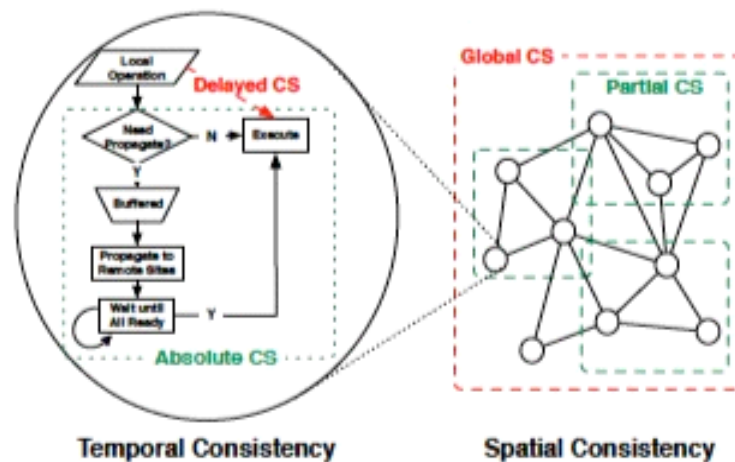 Local
Operation
Delayed CS
Need
Propagate?
N
Execute
Y
Buffered
Propagate to
Remote Sites
Wait until
All Ready
Y
Absolute CS
Temporal Consistency
Global CS
Partial CS
Spatial Consistency